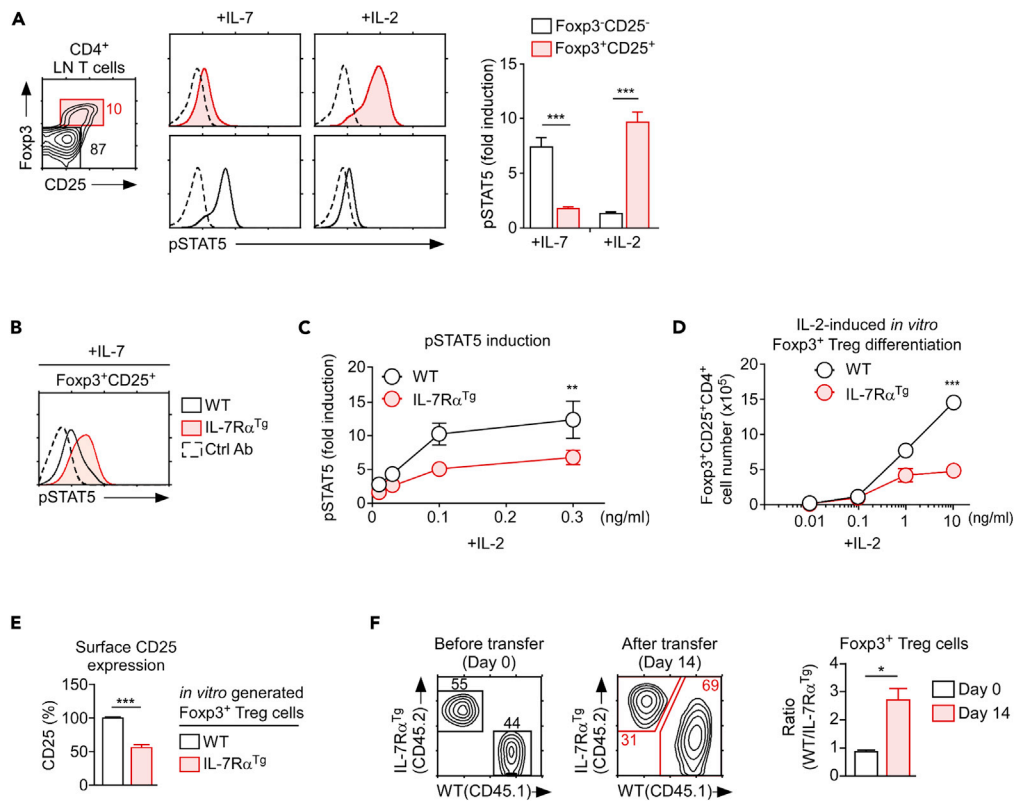 A
CD4⁺
LN T cells
10
87
Foxp3
CD25
+IL-7
+IL-2
pSTAT5
Foxp3⁻CD25⁻
Foxp3⁺CD25⁺
15
10
5
0
pSTAT5 (fold induction)
***
***
+IL-7
+IL-2
B
+IL-7
Foxp3⁺CD25⁺
WT
IL-7RαTg
Ctrl Ab
pSTAT5
C
pSTAT5 induction
WT
IL-7RαTg
**
20
15
10
5
0
pSTAT5 (fold induction)
0
0.1
0.2
0.3
(ng/ml)
+IL-2
D
IL-2-induced in vitro
Foxp3⁺ Treg differentiation
WT
IL-7RαTg
***
20
15
10
5
0
Foxp3⁺CD25⁺CD4⁺
cell number (x10⁵)
0.01
0.1
1
10
(ng/ml)
+IL-2
E
Surface CD25
expression
150
100
50
0
CD25 (%)
***
in vitro generated
Foxp3⁺ Treg cells
WT
IL-7RαTg
F
Before transfer
(Day 0)
55
44
IL-7RαTg
(CD45.2)
WT(CD45.1)
After transfer
(Day 14)
69
31
IL-7RαTg
(CD45.2)
WT(CD45.1)
Foxp3⁺ Treg cells
4
3
2
1
0
Ratio
(WT/IL-7RαTg)
*
Day 0
Day 14